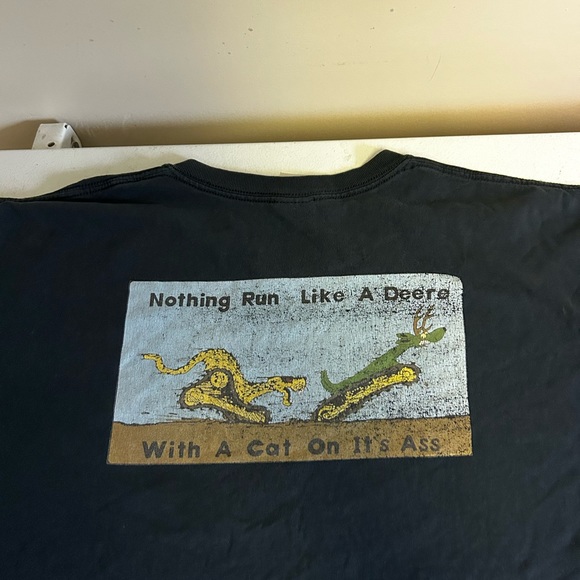 Nothing Run Like A Deere
With A Cat On It's Ass